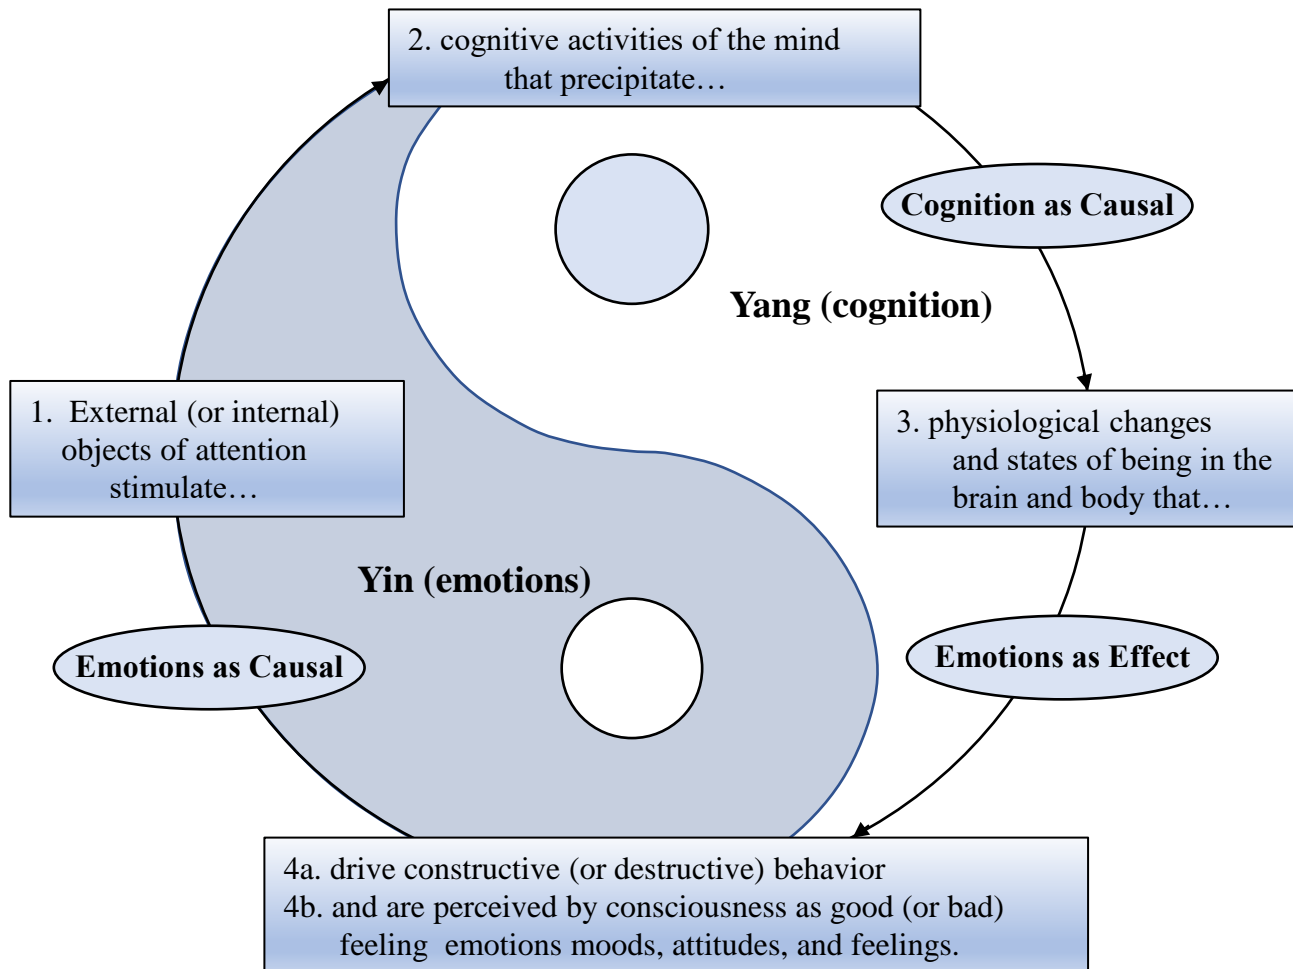 2. cognitive activities of the mind
that precipitate…
Cognition as Causal
Yang (cognition)
1. External (or internal)
objects of attention
stimulate…
3. physiological changes
and states of being in the
brain and body that…
Yin (emotions)
Emotions as Causal
Emotions as Effect
4a. drive constructive (or destructive) behavior
4b. and are perceived by consciousness as good (or bad)
feeling emotions moods, attitudes, and feelings.